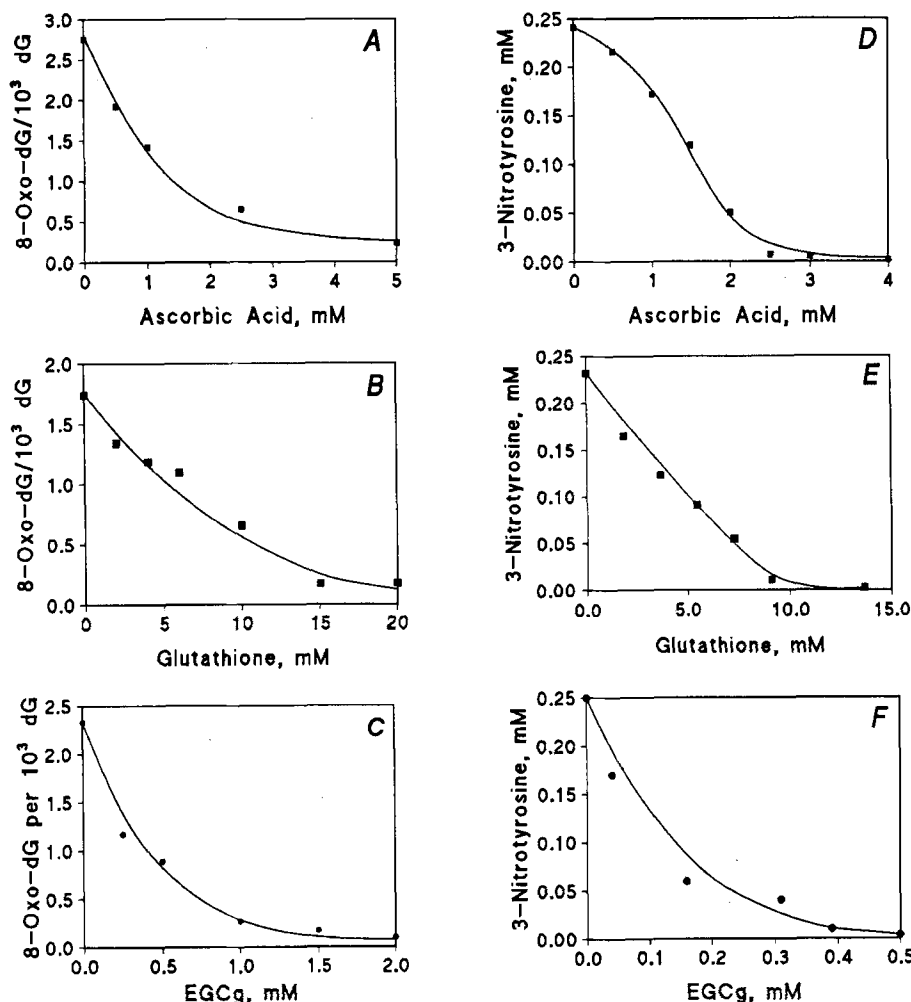 A
8-Oxo-dG/10³ dG
3.0
2.5
2.0
1.5
1.0
0.5
0.0
0 1 2 3 4 5
Ascorbic Acid, mM
D
3-Nitrotyrosine, mM
0.25
0.20
0.15
0.10
0.05
0.00
0 1 2 3 4
Ascorbic Acid, mM
B
8-Oxo-dG/10³ dG
2.0
1.5
1.0
0.5
0.0
0 5 10 15 20
Glutathione, mM
E
3-Nitrotyrosine, mM
0.25
0.20
0.15
0.10
0.05
0.00
0.0 5.0 10.0 15.0
Glutathione, mM
C
8-Oxo-dG per 10³ dG
2.5
2.0
1.5
1.0
0.5
0.0
0.0 0.5 1.0 1.5 2.0
EGCg, mM
F
3-Nitrotyrosine, mM
0.25
0.20
0.15
0.10
0.05
0.00
0.0 0.1 0.2 0.3 0.4 0.5
EGCg, mM